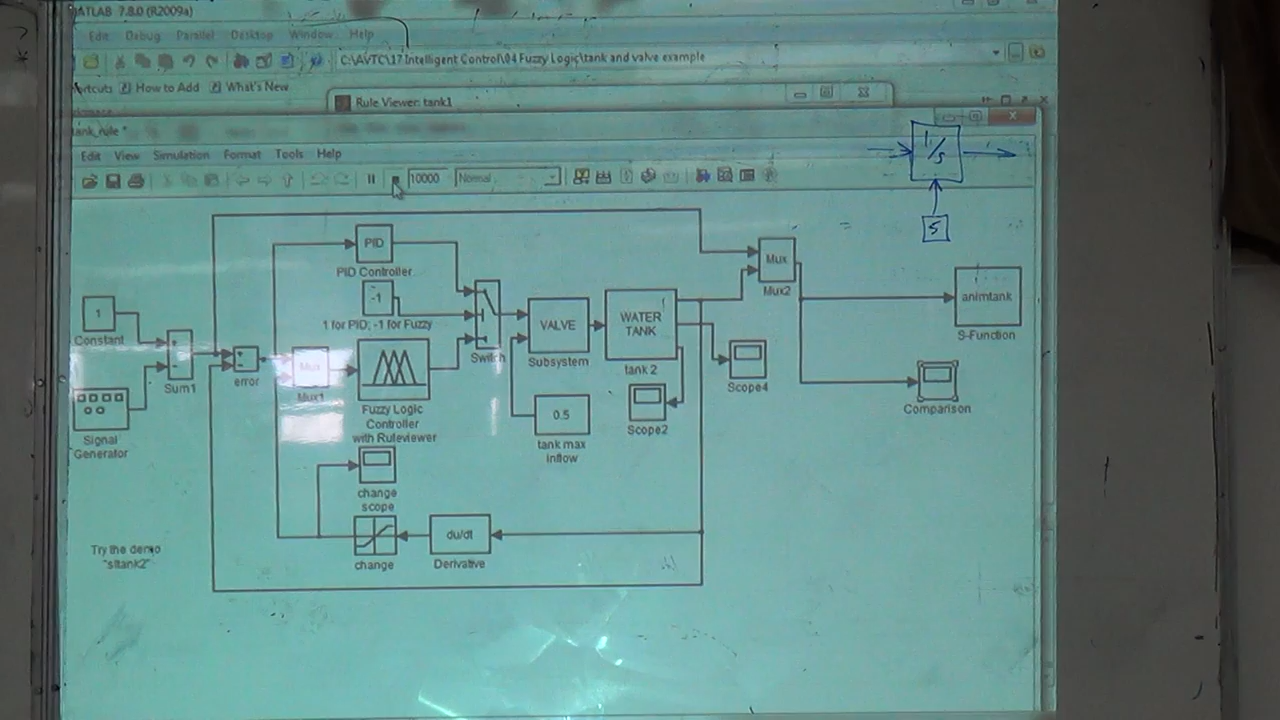 MATLAB 7.8.0 (R2009a)
Edit Debug Parallel Desktop Window Help
C:\AVTC\17 Intelligent Control\04 Fuzzy Logic\tank and valve example
How to Add What's New
Rule Viewer: tank1
tank_rule *
Edit View Simulation Format Tools Help
10000 Normal
1/s
5
PID
PID Controller
-1
1 for PID, -1 for Fuzzy
1
Constant
Sum1
error
Mux
Mux1
Signal
Generator
Fuzzy Logic
Controller
with Ruleviewer
Switch
VALVE
Subsystem
WATER
TANK
tank 2
Mux
Mux2
animtank
S-Function
Scope4
Comparison
Scope2
0.5
tank max
inflow
change
scope
change
du/dt
Derivative
Try the demo
"sltank2"